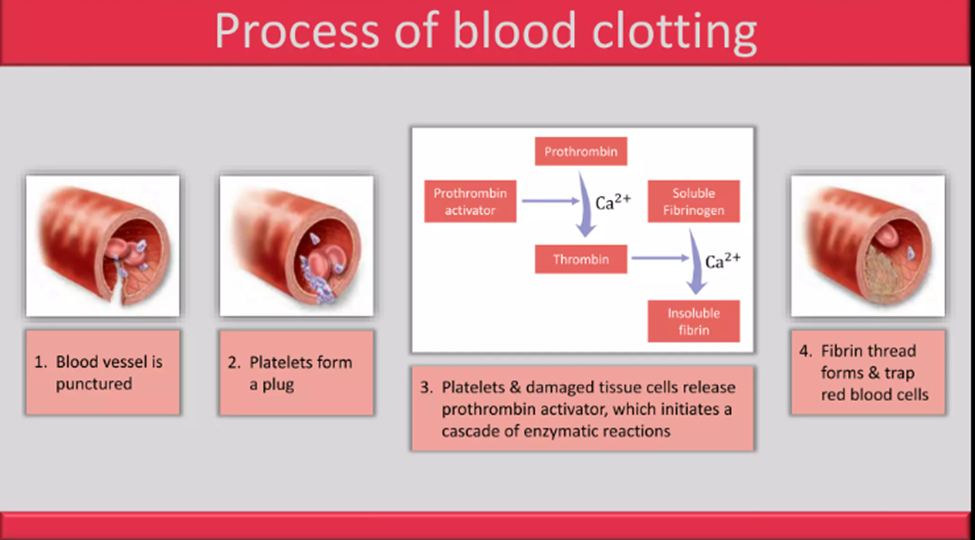 Process of blood clotting
1. Blood vessel is
punctured
2. Platelets form
a plug
Prothrombin
Prothrombin
activator
Ca²⁺
Soluble
Fibrinogen
Thrombin
Ca²⁺
Insoluble
fibrin
3. Platelets & damaged tissue cells release
prothrombin activator, which initiates a
cascade of enzymatic reactions
4. Fibrin thread
forms & trap
red blood cells